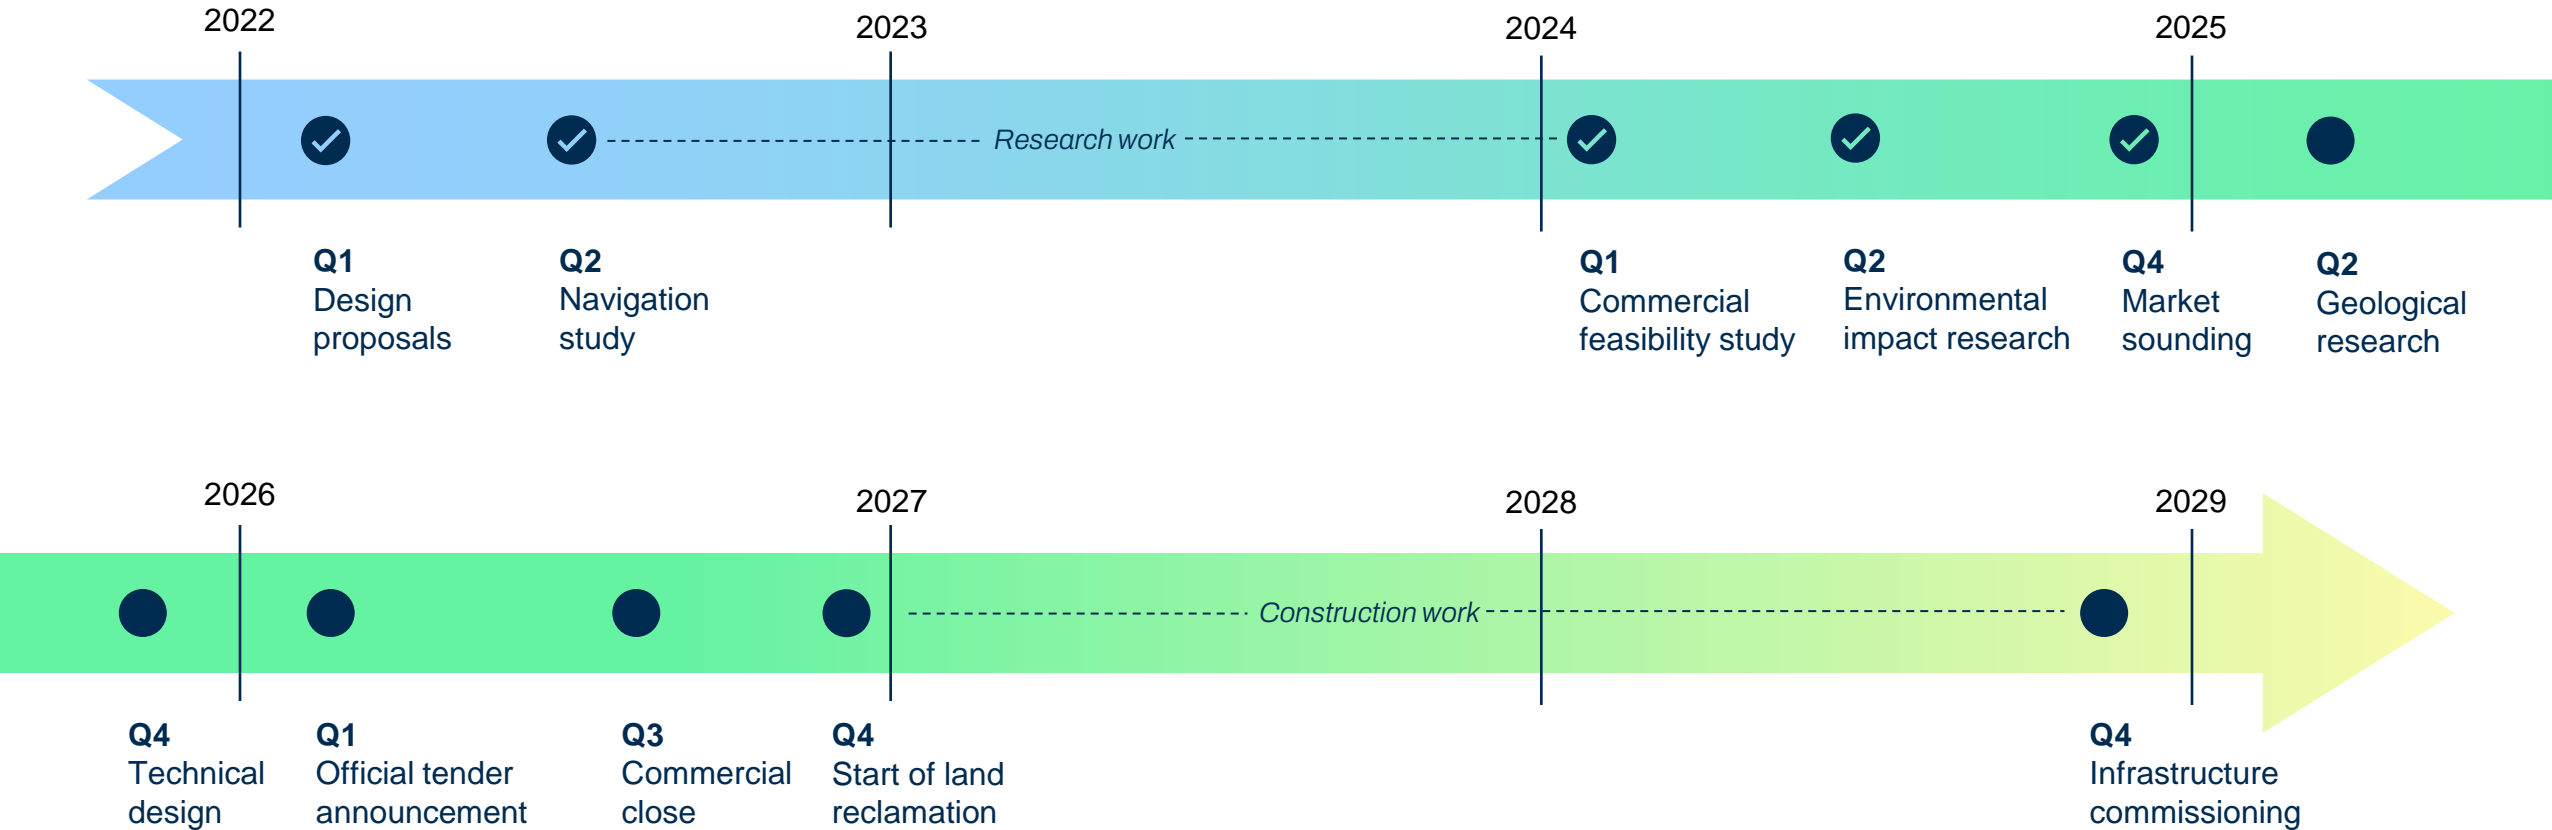 2022
2023
2024
2025
Research work
Q1
Design
proposals
Q2
Navigation
study
Q1
Commercial
feasibility study
Q2
Environmental
impact research
Q4
Market
sounding
Q2
Geological
research
2026
2027
2028
2029
Construction work
Q4
Technical
design
Q1
Official tender
announcement
Q3
Commercial
close
Q4
Start of land
reclamation
Q4
Infrastructure
commissioning